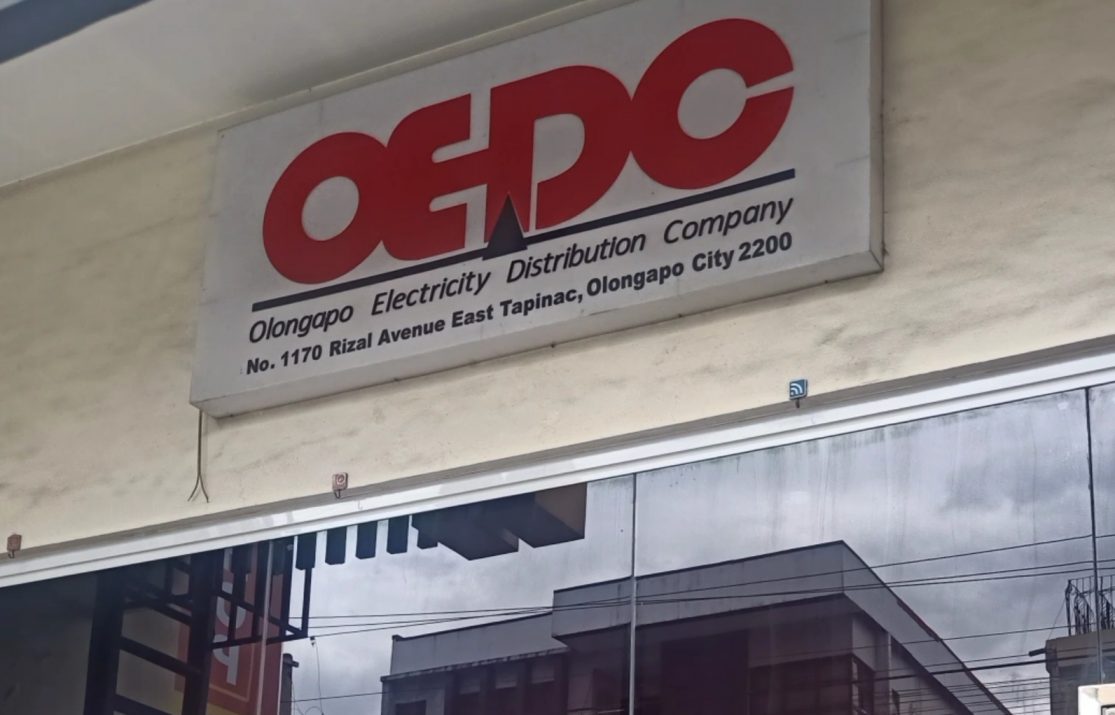 OEDC
Olongapo Electricity Distribution Company
No. 1170 Rizal Avenue East Tapinac, Olongapo City 2200